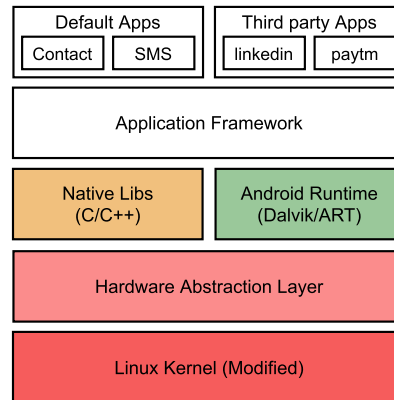 Default Apps
Third party Apps
Contact
SMS
linkedin
paytm
Application Framework
Native Libs
(C/C++)
Android Runtime
(Dalvik/ART)
Hardware Abstraction Layer
Linux Kernel (Modified)